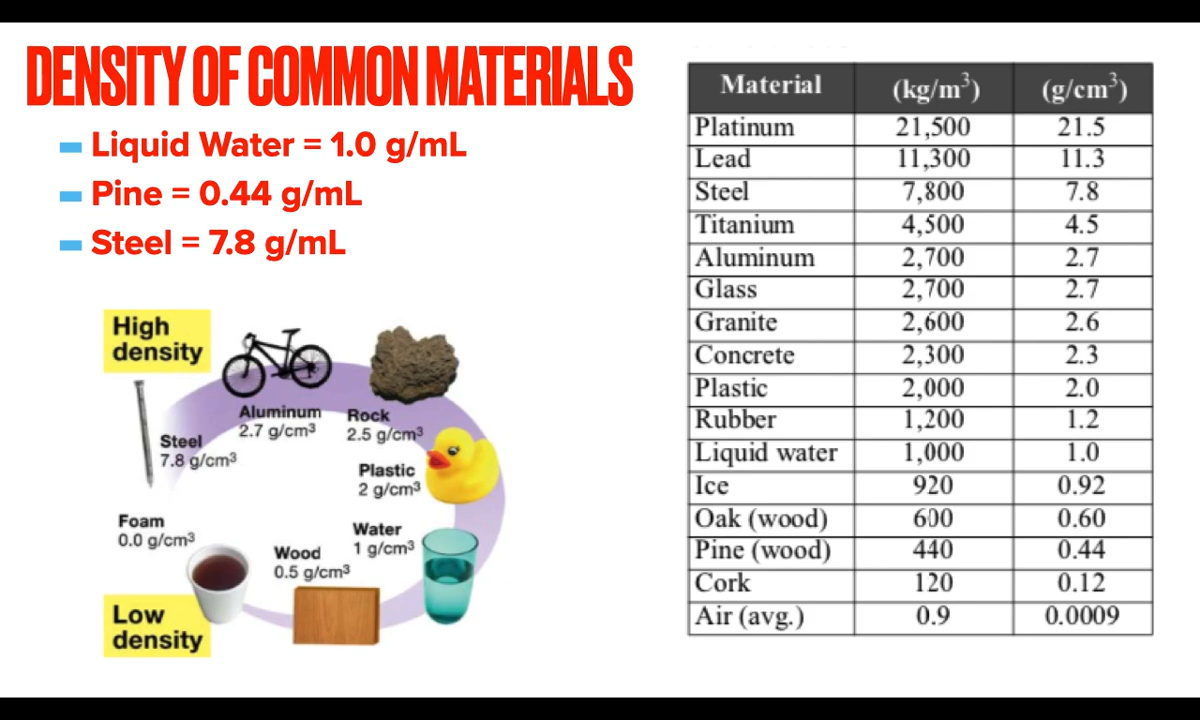 DENSITY OF COMMON MATERIALS
Liquid Water = 1.0 g/mL
Pine = 0.44 g/mL
Steel = 7.8 g/mL
High
density
Aluminum
2.7 g/cm³
Rock
2.5 g/cm³
Steel
7.8 g/cm³
Plastic
2 g/cm³
Foam
0.0 g/cm³
Water
1 g/cm³
Wood
0.5 g/cm³
Low
density
Material (kg/m³) (g/cm³)
Platinum 21,500 21.5
Lead 11,300 11.3
Steel 7,800 7.8
Titanium 4,500 4.5
Aluminum 2,700 2.7
Glass 2,700 2.7
Granite 2,600 2.6
Concrete 2,300 2.3
Plastic 2,000 2.0
Rubber 1,200 1.2
Liquid water 1,000 1.0
Ice 920 0.92
Oak (wood) 600 0.60
Pine (wood) 440 0.44
Cork 120 0.12
Air (avg.) 0.9 0.0009